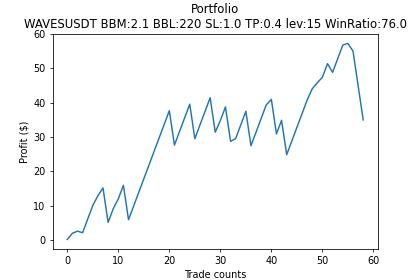 Portfolio
WAVESUSDT BBM:2.1 BBL:220 SL:1.0 TP:0.4 lev:15 WinRatio:76.0
60
50
40
30
20
10
0
Profit ($)
0 10 20 30 40 50 60
Trade counts